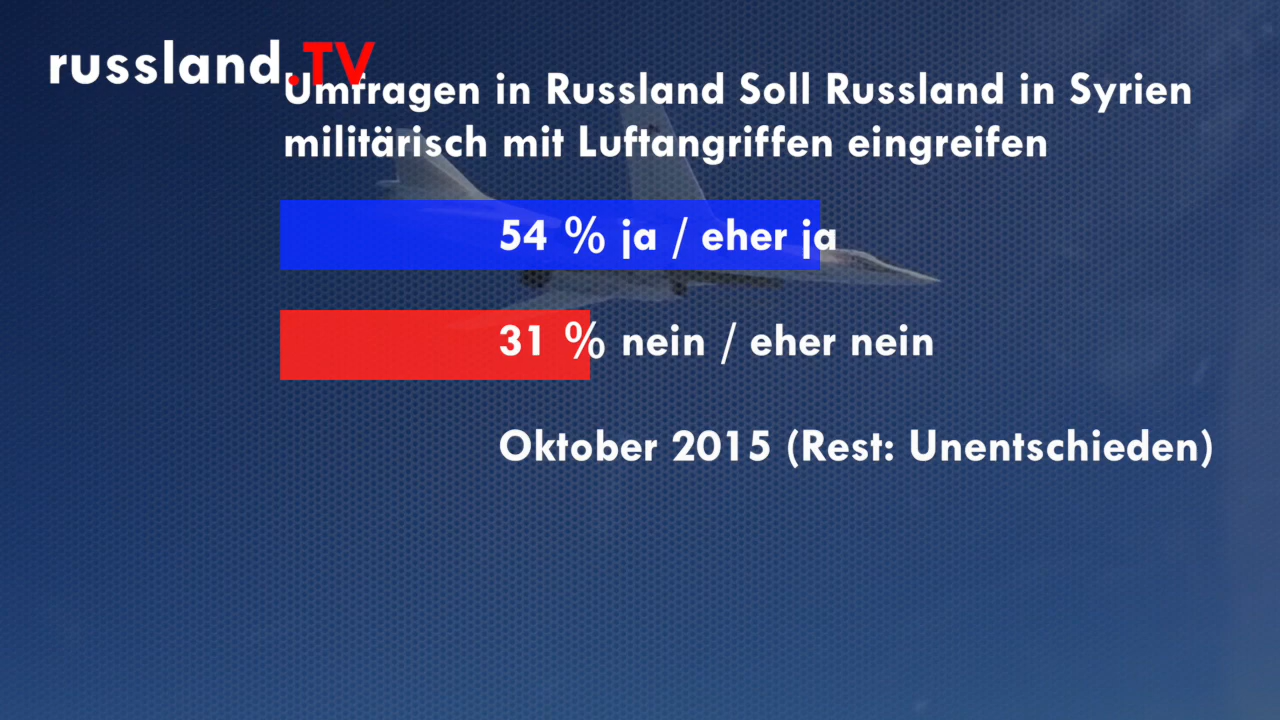 russland.TV
Umfragen in Russland Soll Russland in Syrien
militärisch mit Luftangriffen eingreifen
54 % ja / eher ja
31 % nein / eher nein
Oktober 2015 (Rest: Unentschieden)